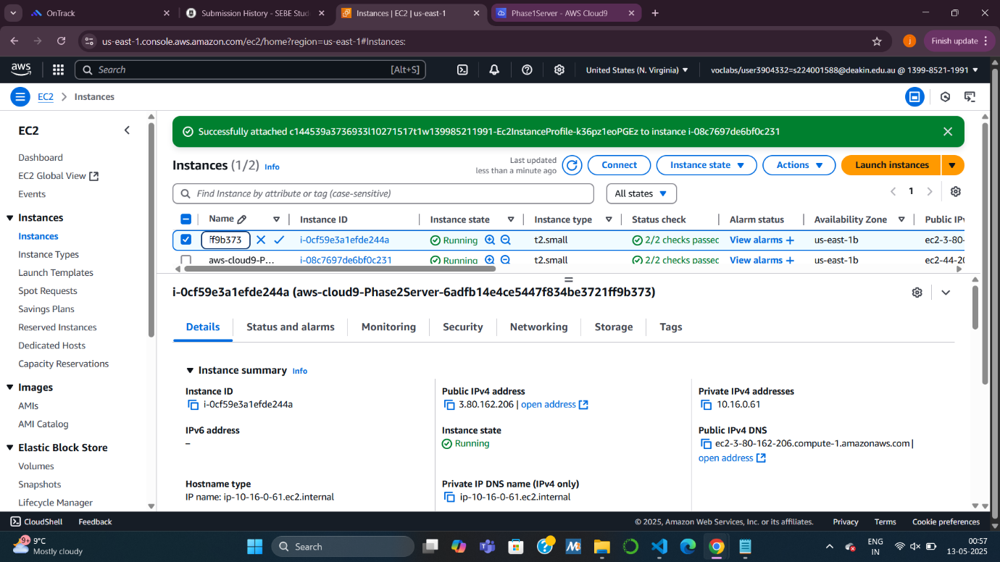 OnTrack
Submission History - SEBE Stud
Instances | EC2 | us-east-1
Phase1Server - AWS Cloud9
us-east-1.console.aws.amazon.com/ec2/home?region=us-east-1#Instances:
j
Finish update
aws
Search
[Alt+S]
United States (N. Virginia)
voclabs/user3904332=s224001588@deakin.edu.au @ 1399-8521-1991
EC2
Instances
EC2
Dashboard
EC2 Global View
Events
Instances
Instances
Instance Types
Launch Templates
Spot Requests
Savings Plans
Reserved Instances
Dedicated Hosts
Capacity Reservations
Images
AMIs
AMI Catalog
Elastic Block Store
Volumes
Snapshots
Lifecycle Manager
Successfully attached c144539a3736933l10271517t1w139985211991-Ec2InstanceProfile-k36pz1eoPGEz to instance i-08c7697de6bf0c231
Instances (1/2) Info
Last updated
less than a minute ago
Connect
Instance state
Actions
Launch instances
Find Instance by attribute or tag (case-sensitive)
All states
1
Name Instance ID Instance state Instance type Status check Alarm status Availability Zone Public IPv
ff9b373 i-0cf59e3a1efde244a Running t2.small 2/2 checks passed View alarms + us-east-1b ec2-3-80-
aws-cloud9-P... i-08c7697de6bf0c231 Running t2.small 2/2 checks passed View alarms + us-east-1b ec2-44-20
i-0cf59e3a1efde244a (aws-cloud9-Phase2Server-6adfb14e4ce5447f834be3721ff9b373)
Details
Status and alarms
Monitoring
Security
Networking
Storage
Tags
Instance summary Info
Instance ID
i-0cf59e3a1efde244a
Public IPv4 address
3.80.162.206 | open address
Private IPv4 addresses
10.16.0.61
IPv6 address
–
Instance state
Running
Public IPv4 DNS
ec2-3-80-162-206.compute-1.amazonaws.com |
open address
Hostname type
IP name: ip-10-16-0-61.ec2.internal
Private IP DNS name (IPv4 only)
ip-10-16-0-61.ec2.internal
CloudShell
Feedback
© 2025, Amazon Web Services, Inc. or its affiliates.
Privacy
Terms
Cookie preferences
9+
9°C
Mostly cloudy
Search
ENG
IN
00:57
13-05-2025